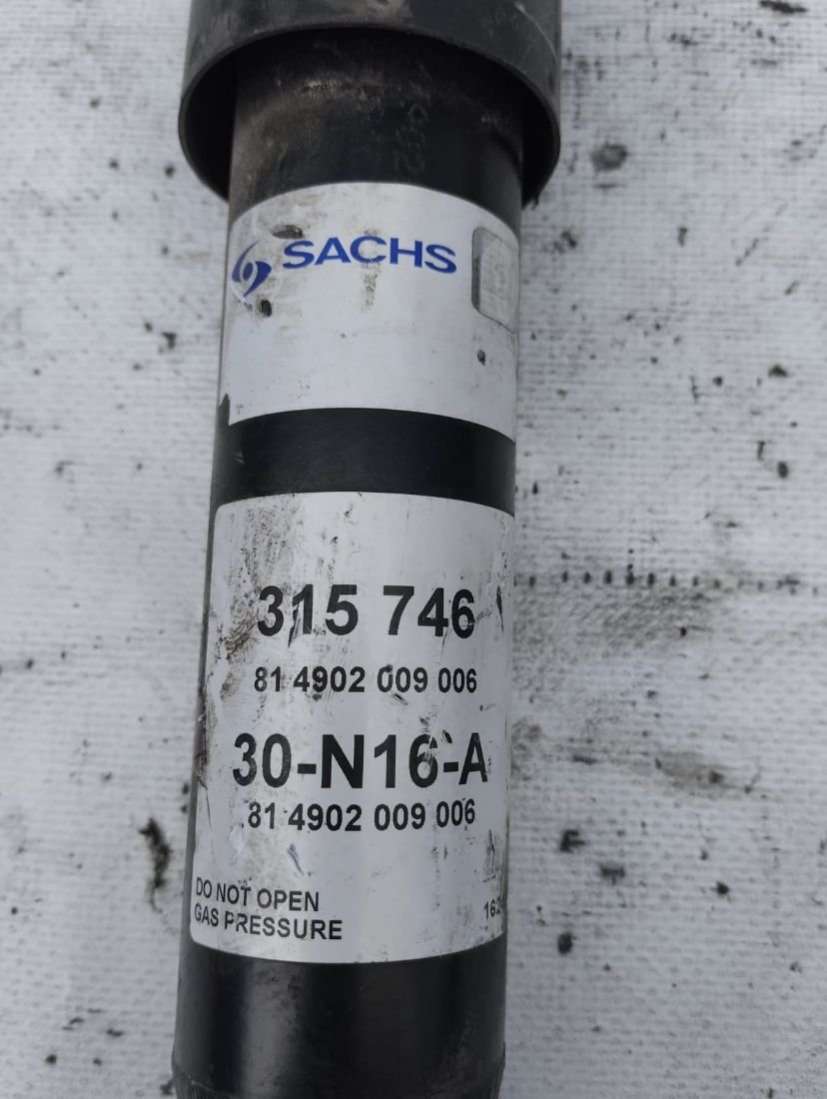 SACHS
315 746
81 4902 009 006
30-N16-A
81 4902 009 006
DO NOT OPEN
GAS PRESSURE